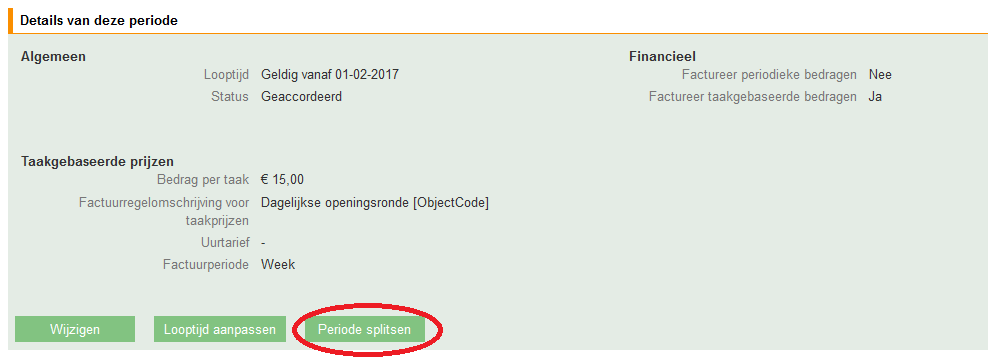 Details van deze periode
Algemeen
Looptijd Geldig vanaf 01-02-2017
Status Geaccordeerd
Financieel
Factureer periodieke bedragen Nee
Factureer taakgebaseerde bedragen Ja
Taakgebaseerde prijzen
Bedrag per taak € 15,00
Factuurregelomschrijving voor Dagelijkse openingsronde [ObjectCode]
taakprijzen
Uurtarief -
Factuurperiode Week
Wijzigen Looptijd aanpassen Periode splitsen